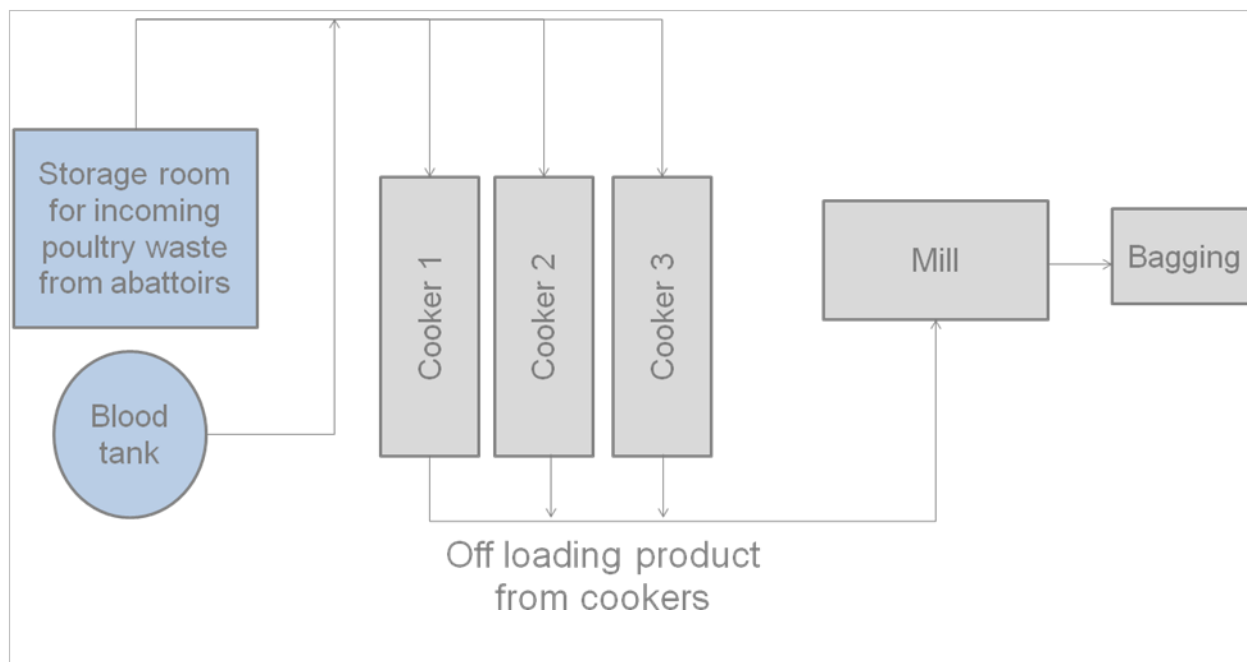 Storage room
for incoming
poultry waste
from abattoirs
Blood
tank
Cooker 1
Cooker 2
Cooker 3
Mill
Bagging
Off loading product
from cookers